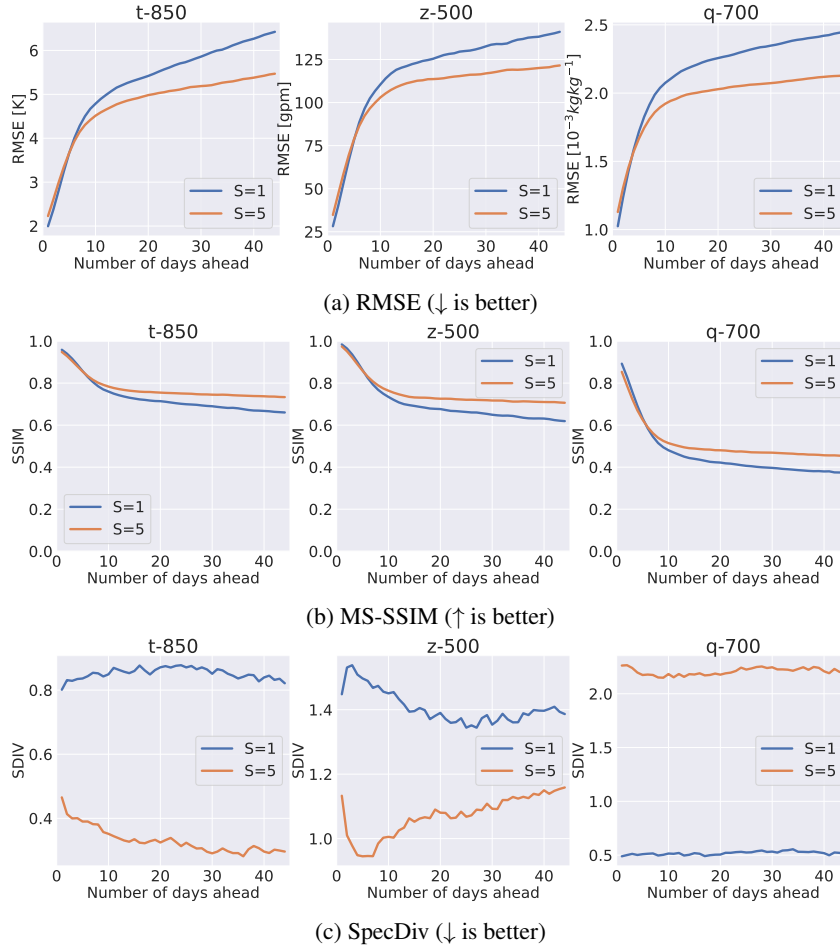 t-850 z-500 q-700
RMSE [K]
6
5
4
3
2
S=1
S=5
0 10 20 30 40
Number of days ahead
RMSE [gpm]
125
100
75
50
25
S=1
S=5
0 10 20 30 40
Number of days ahead
RMSE [10⁻³kgkg⁻¹]
2.5
2.0
1.5
1.0
S=1
S=5
0 10 20 30 40
Number of days ahead
(a) RMSE (↓ is better)
t-850 z-500 q-700
SSIM
1.0
0.8
0.6
0.4
0.2
0.0
S=1
S=5
0 10 20 30 40
Number of days ahead
SSIM
1.0
0.8
0.6
0.4
0.2
0.0
S=1
S=5
0 10 20 30 40
Number of days ahead
SSIM
1.0
0.8
0.6
0.4
0.2
0.0
S=1
S=5
0 10 20 30 40
Number of days ahead
(b) MS-SSIM (↑ is better)
t-850 z-500 q-700
SDIV
0.8
0.6
0.4
S=1
S=5
0 10 20 30 40
Number of days ahead
SDIV
1.4
1.2
1.0
S=1
S=5
0 10 20 30 40
Number of days ahead
SDIV
2.0
1.5
1.0
0.5
S=1
S=5
0 10 20 30 40
Number of days ahead
(c) SpecDiv (↓ is better)